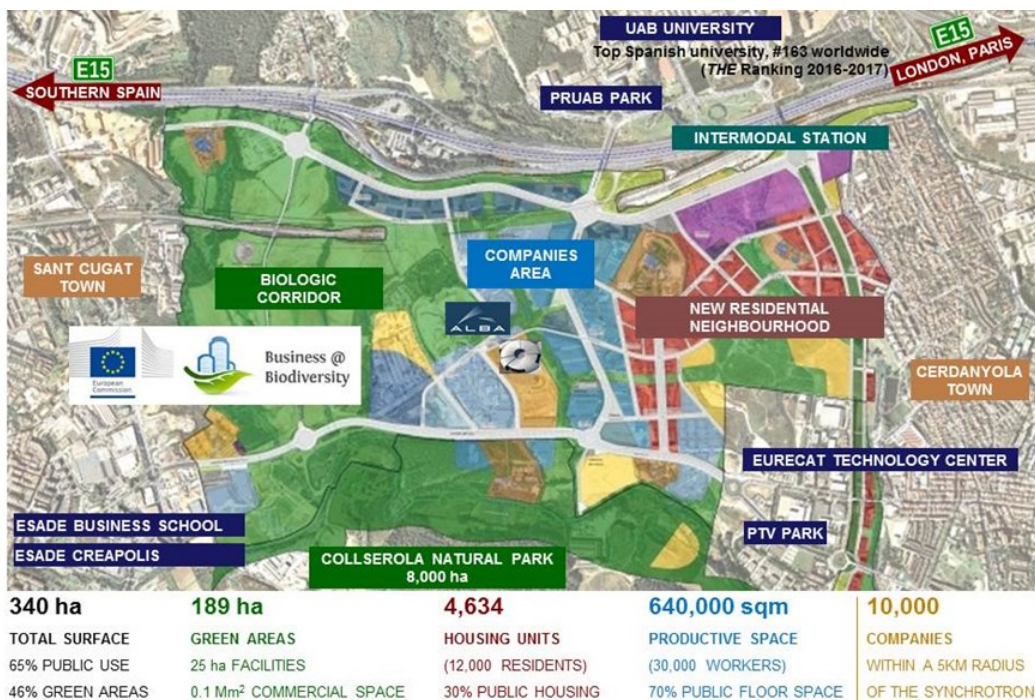 UAB UNIVERSITY
Top Spanish university, #163 worldwide
(THE Ranking 2016-2017)
E15
LONDON, PARIS
E15
SOUTHERN SPAIN
PRUAB PARK
INTERMODAL STATION
SANT CUGAT
TOWN
BIOLOGIC
CORRIDOR
COMPANIES
AREA
ALBA
NEW RESIDENTIAL
NEIGHBOURHOOD
European
Commission
Business @
Biodiversity
CERDANYOLA
TOWN
EURECAT TECHNOLOGY CENTER
ESADE BUSINESS SCHOOL
ESADE CREAPOLIS
PTV PARK
COLLSEROLA NATURAL PARK
8,000 ha
340 ha
TOTAL SURFACE
65% PUBLIC USE
46% GREEN AREAS
189 ha
GREEN AREAS
25 ha FACILITIES
0.1 Mm² COMMERCIAL SPACE
4,634
HOUSING UNITS
(12,000 RESIDENTS)
30% PUBLIC HOUSING
640,000 sqm
PRODUCTIVE SPACE
(30,000 WORKERS)
70% PUBLIC FLOOR SPACE
10,000
COMPANIES
WITHIN A 5KM RADIUS
OF THE SYNCHROTRON